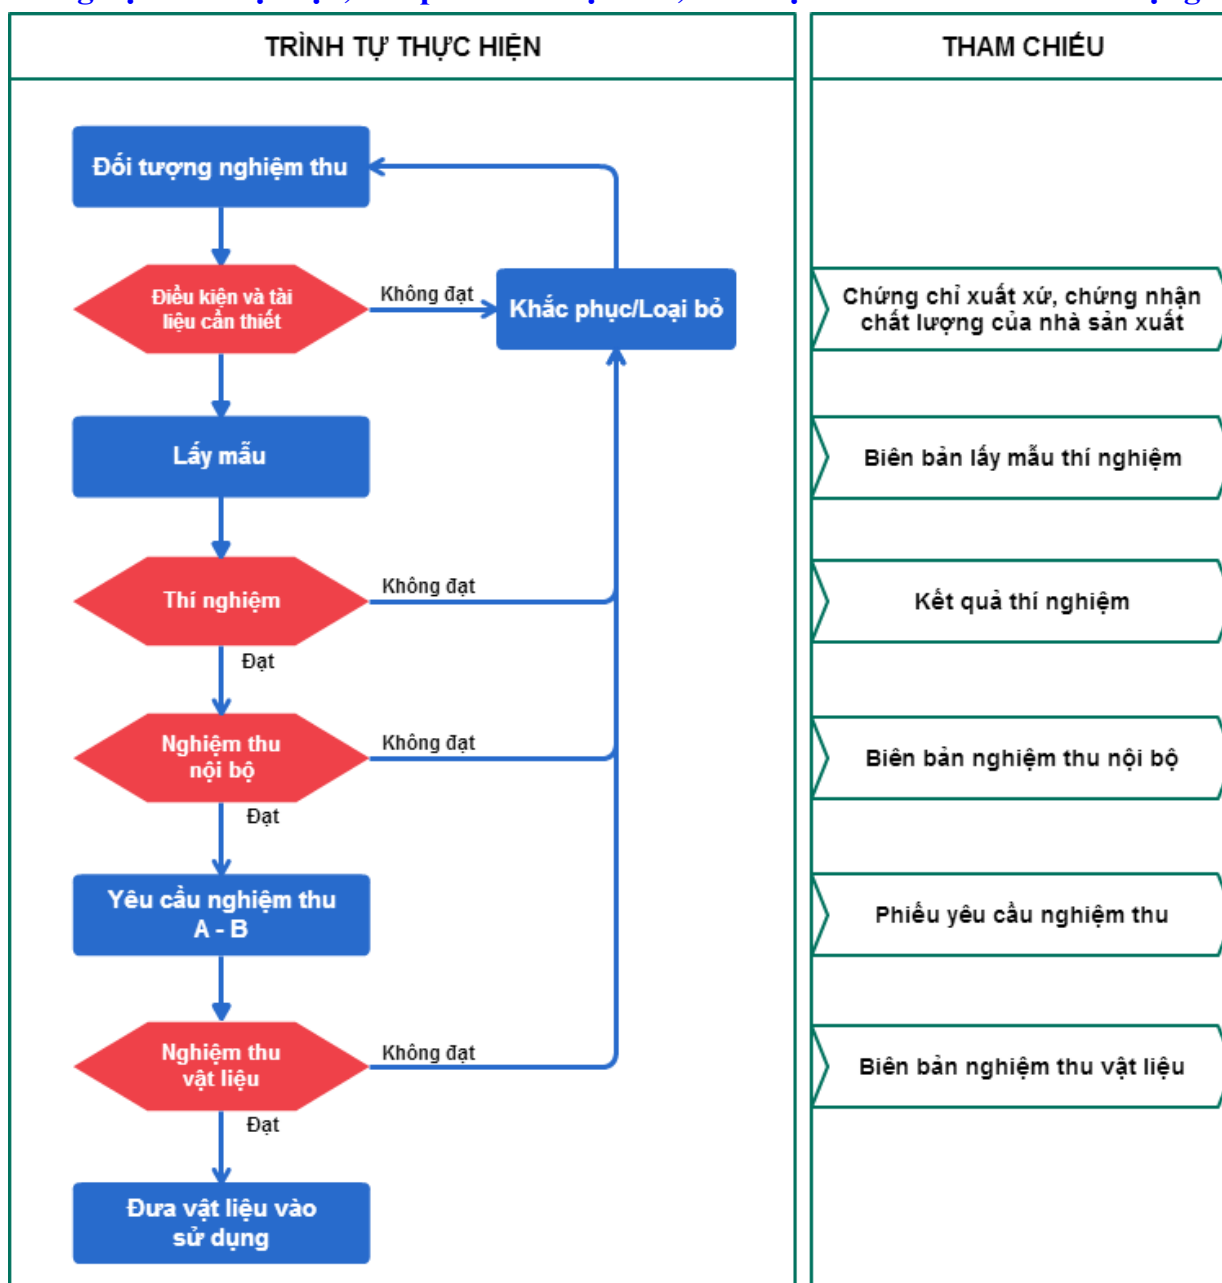 TRÌNH TỰ THỰC HIỆN
THAM CHIẾU
Đối tượng nghiệm thu
Điều kiện và tài
liệu cần thiết
Không đạt
Khắc phục/Loại bỏ
Chứng chỉ xuất xứ, chứng nhận
chất lượng của nhà sản xuất
Lấy mẫu
Biên bản lấy mẫu thí nghiệm
Thí nghiệm
Không đạt
Kết quả thí nghiệm
Đạt
Nghiệm thu
nội bộ
Không đạt
Biên bản nghiệm thu nội bộ
Đạt
Yêu cầu nghiệm thu
A - B
Phiếu yêu cầu nghiệm thu
Nghiệm thu
vật liệu
Không đạt
Biên bản nghiệm thu vật liệu
Đạt
Đưa vật liệu vào
sử dụng